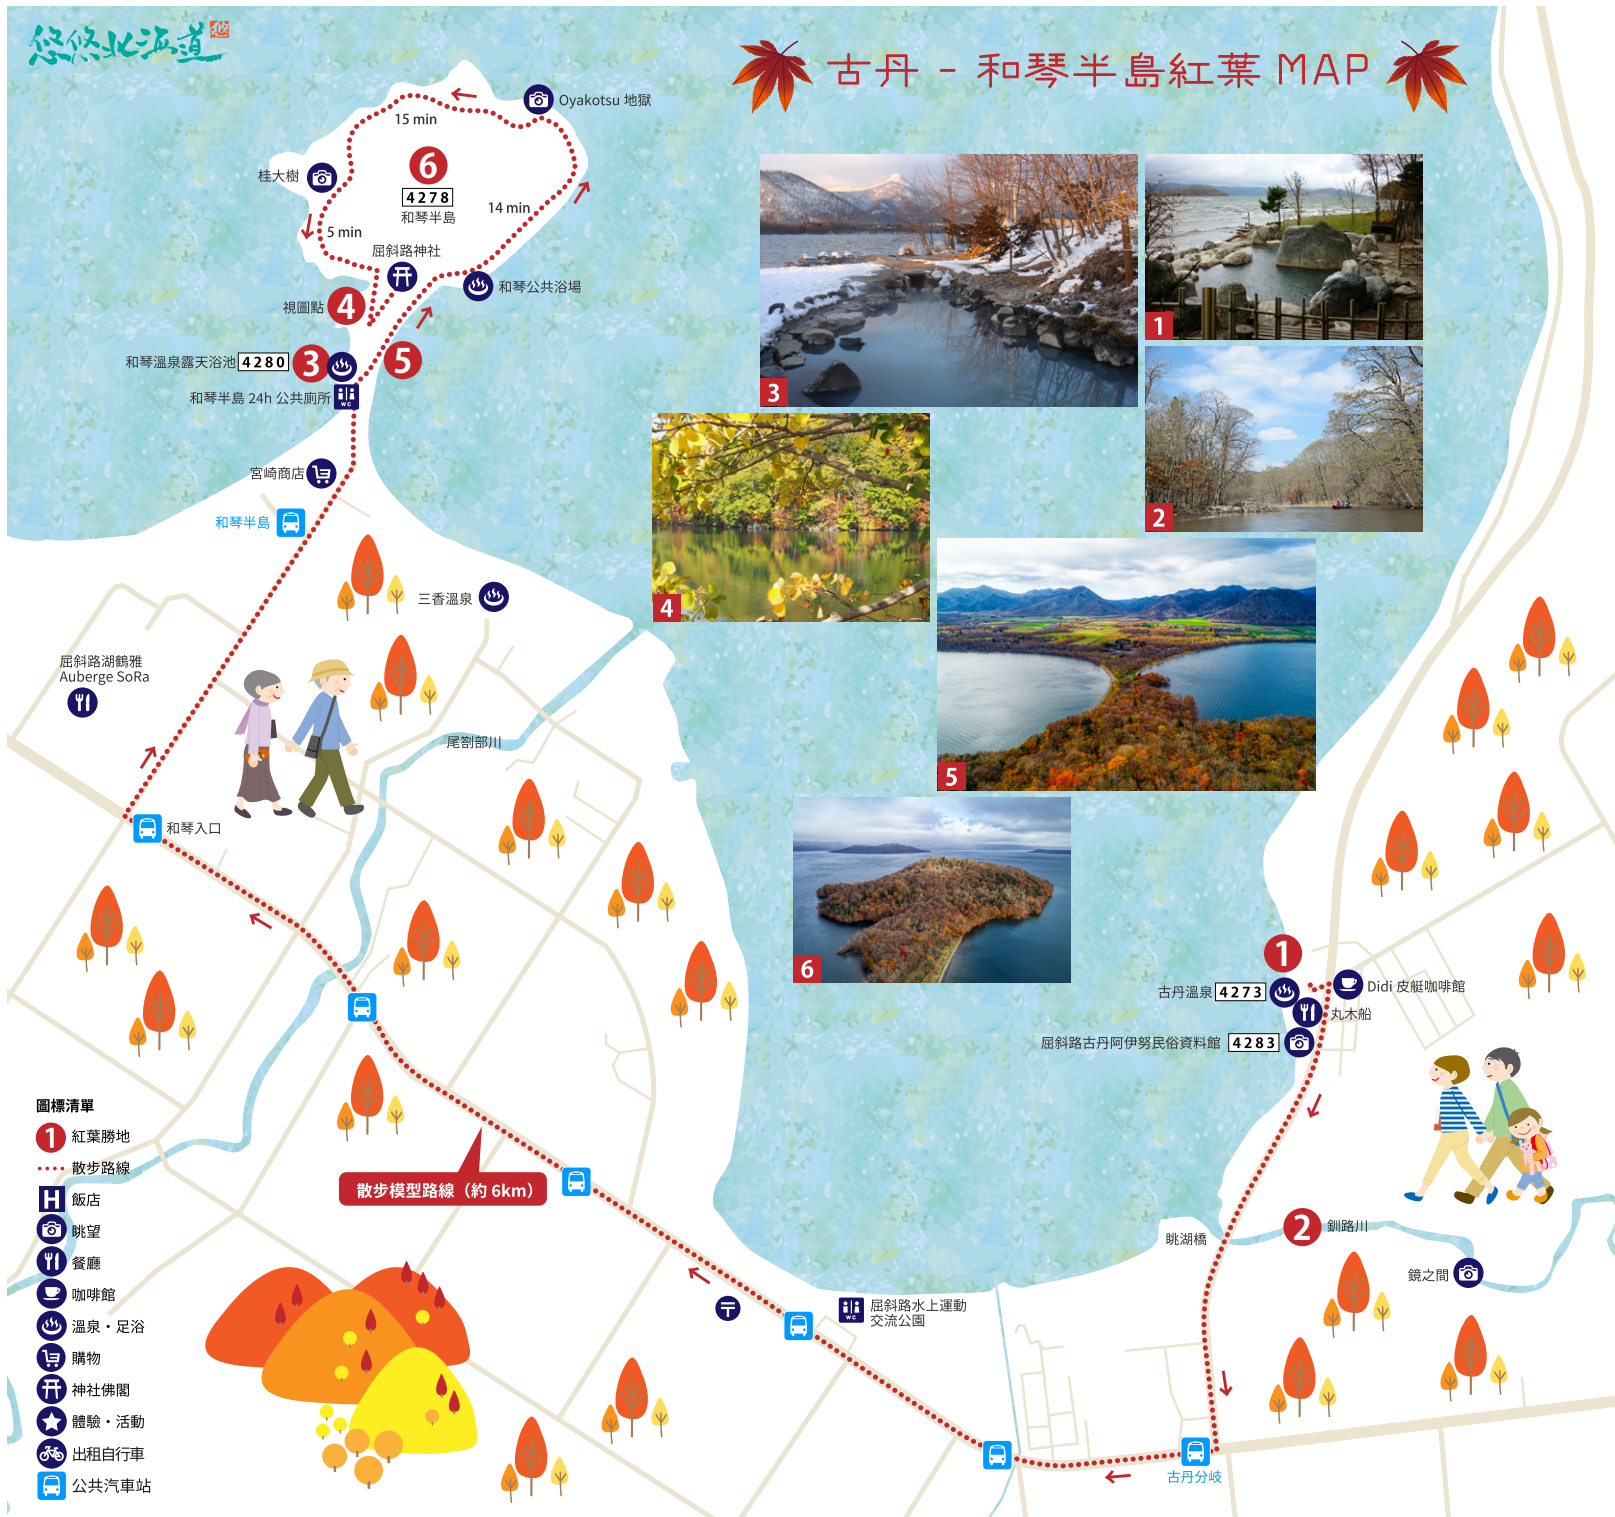 悠悠北海道
古丹 - 和琴半島紅葉 MAP
Oyakotsu 地獄
15 min
桂大樹
6
4278
和琴半島
14 min
5 min
屈斜路神社
和琴公共浴場
視圖點
4
和琴溫泉露天浴池 4280
3
5
和琴半島 24h 公共廁所
WC
宮崎商店
和琴半島
三香溫泉
屈斜路湖鶴雅
Auberge SoRa
尾劄部川
和琴入口
3
1
2
4
5
6
1
古丹溫泉 4273
Didi 皮艇咖啡館
丸木船
屈斜路古丹阿伊努民俗資料館 4283
2
釧路川
眺湖橋
鏡之間
WC
屈斜路水上運動
交流公園
古丹分岐
散步模型路線（約 6km）
圖標清單
1 紅葉勝地
散步路線
H 飯店
眺望
餐廳
咖啡館
溫泉・足浴
購物
神社佛閣
體驗・活動
出租自行車
公共汽車站